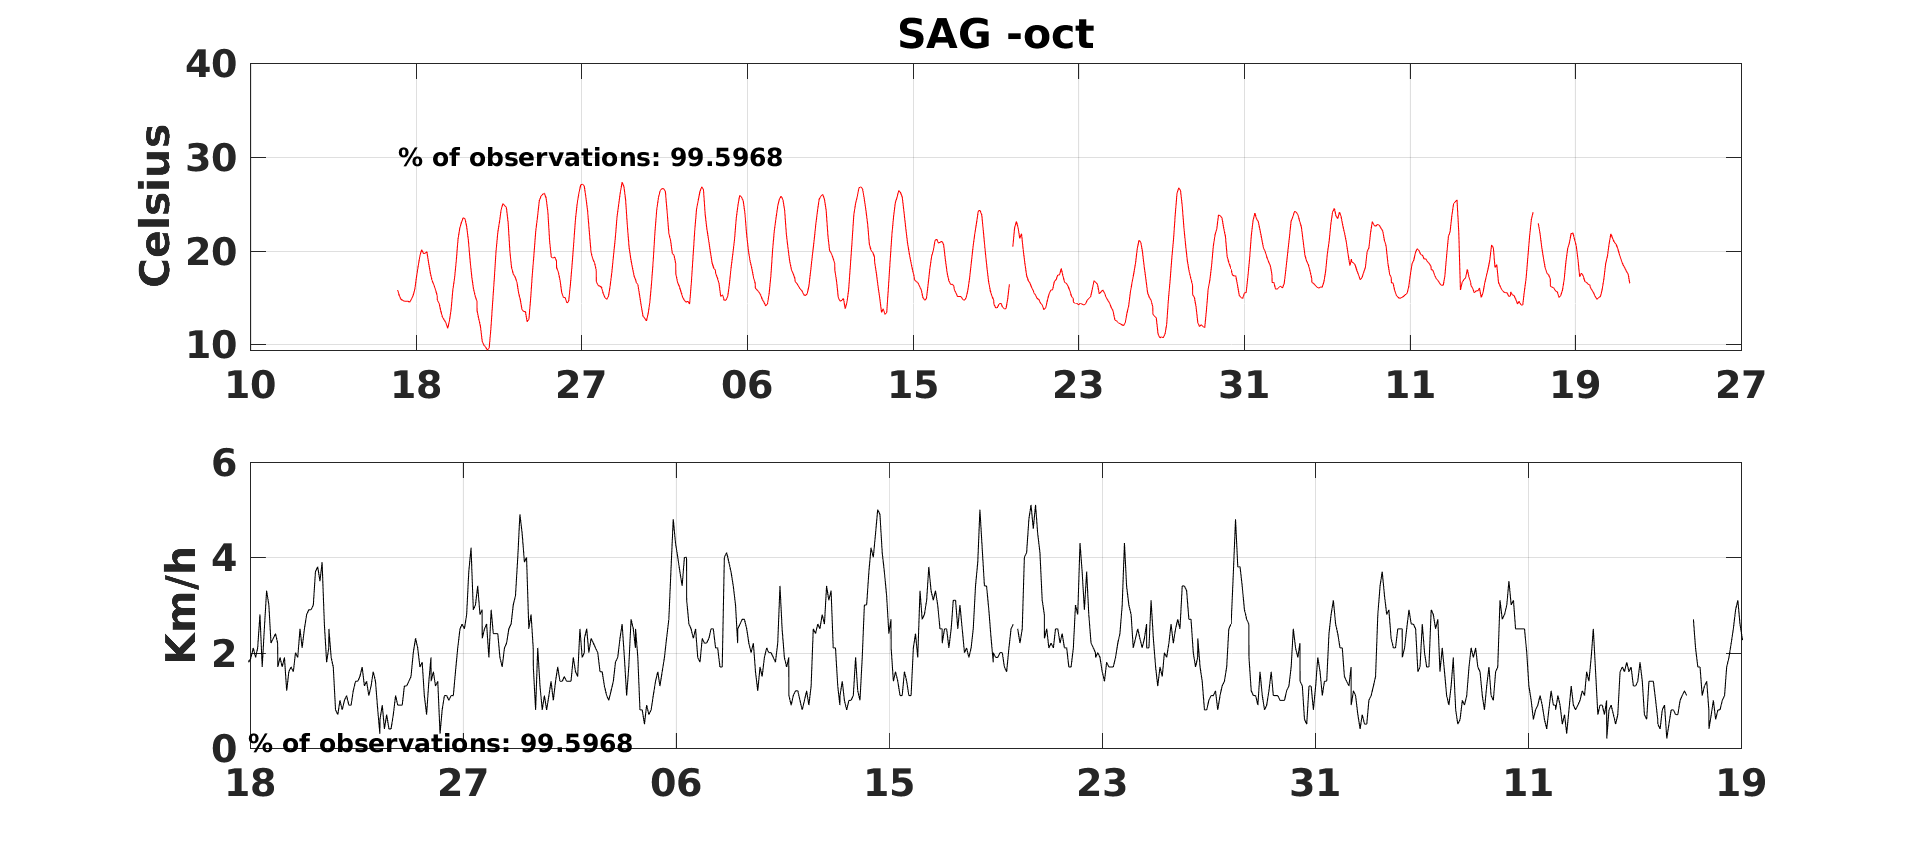 SAG -oct
Celsius
40
30
20
10
% of observations: 99.5968
10 18 27 06 15 23 31 11 19 27
Km/h
6
4
2
0
% of observations: 99.5968
18 27 06 15 23 31 11 19